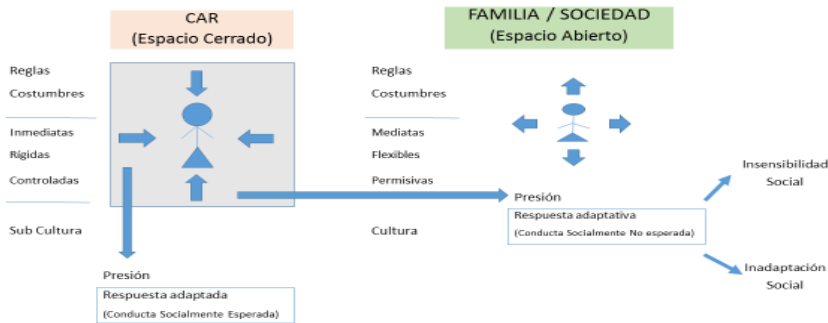 CAR
(Espacio Cerrado)
Reglas
Costumbres
Inmediatas
Rígidas
Controladas
Sub Cultura
Presión
Respuesta adaptada
(Conducta Socialmente Esperada)
FAMILIA / SOCIEDAD
(Espacio Abierto)
Reglas
Costumbres
Mediatas
Flexibles
Permisivas
Cultura
Presión
Respuesta adaptativa
(Conducta Socialmente No esperada)
Insensibilidad
Social
Inadaptación
Social